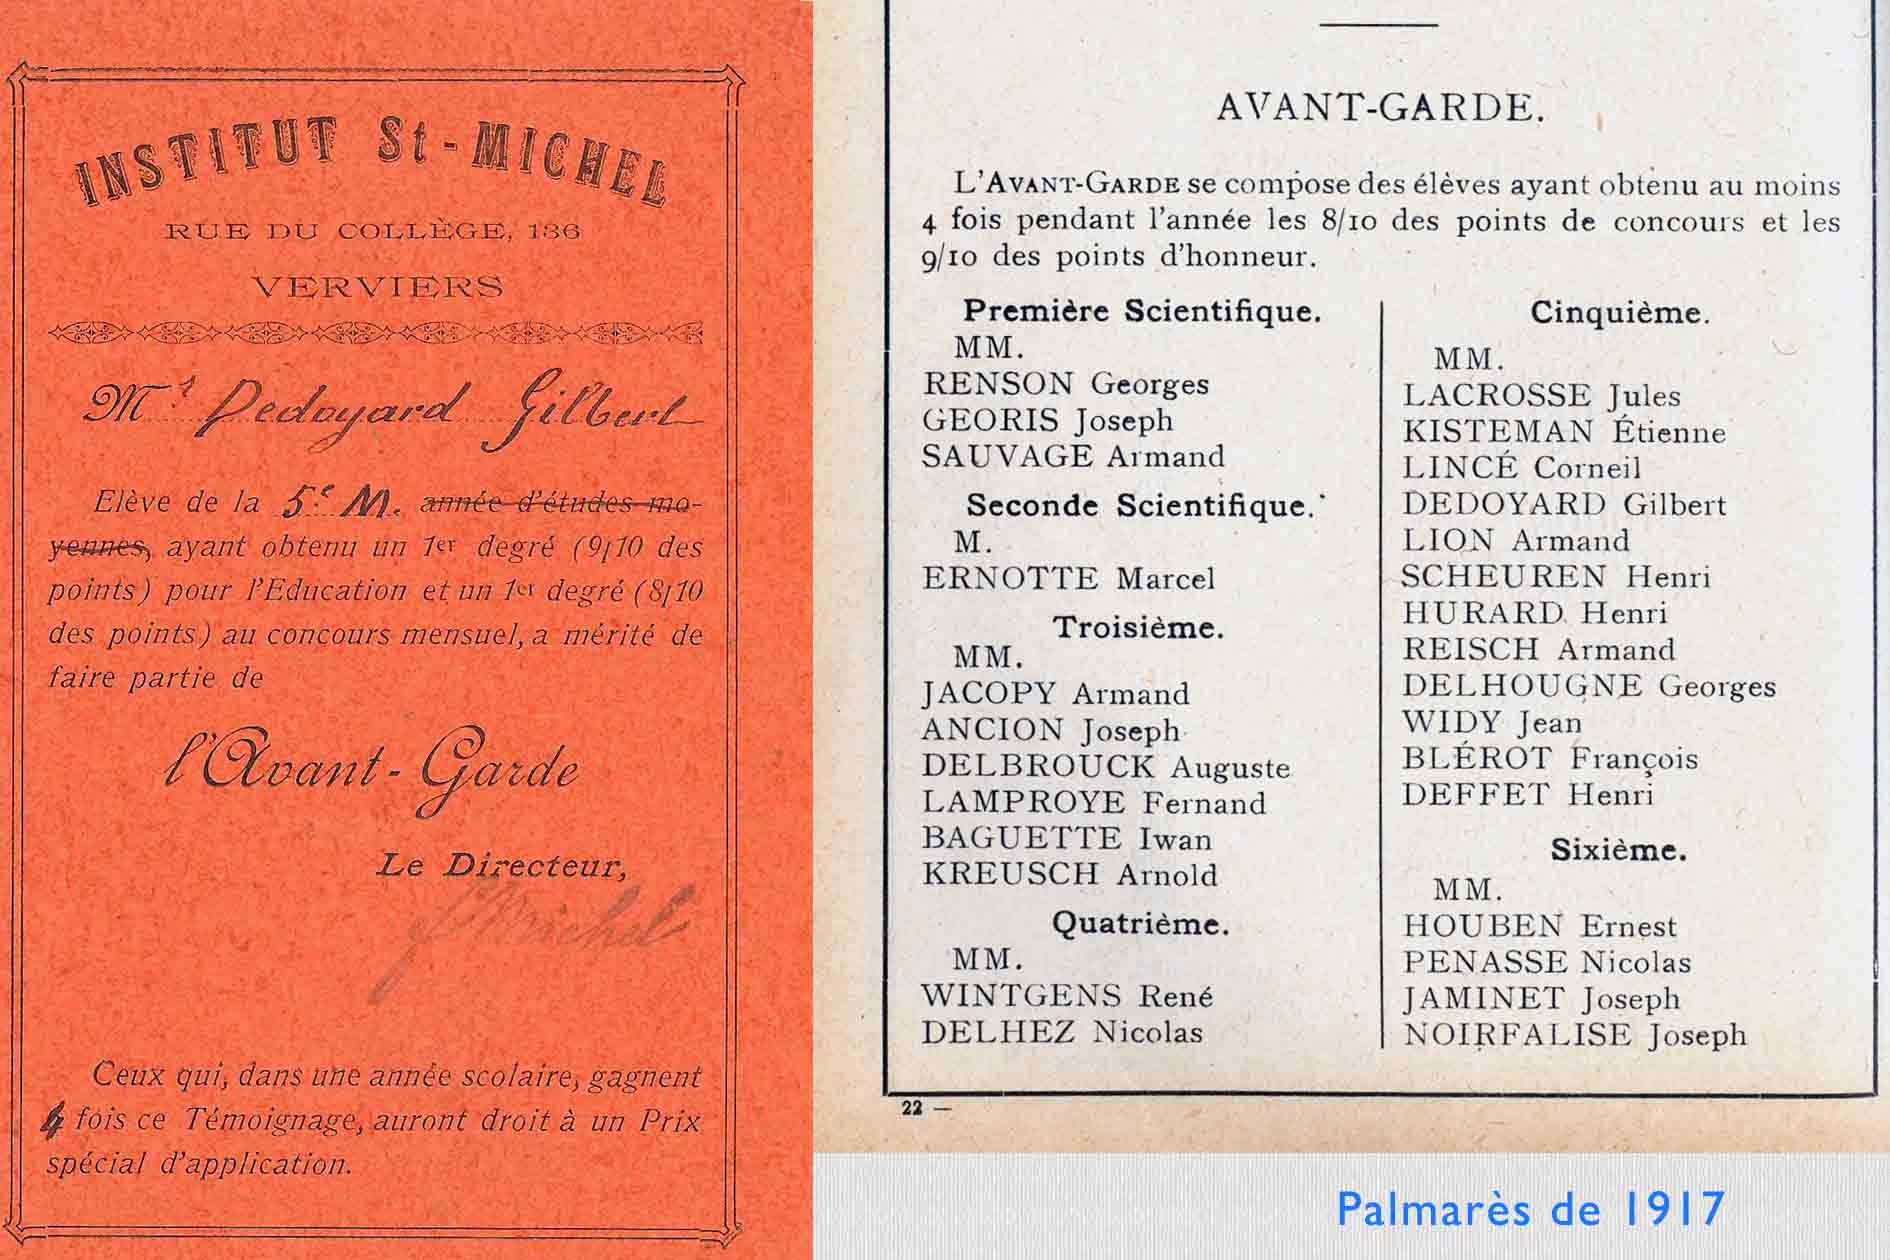 INSTITUT St-MICHEL
RUE DU COLLÈGE, 136
VERVIERS
Mr Dedoyard Gilbert
Elève de la 5e M. année d'études mo-
yennes, ayant obtenu un 1er degré (9/10 des
points) pour l'Education et un 1er degré (8/10
des points) au concours mensuel, a mérité de
faire partie de
l'Avant-Garde
Le Directeur,
Ceux qui, dans une année scolaire, gagnent
4 fois ce Témoignage, auront droit à un Prix
spécial d'application.
AVANT-GARDE.
L'AVANT-GARDE se compose des élèves ayant obtenu au moins
4 fois pendant l'année les 8/10 des points de concours et les
9/10 des points d'honneur.
Première Scientifique.
MM.
RENSON Georges
GEORIS Joseph
SAUVAGE Armand
Seconde Scientifique.
M.
ERNOTTE Marcel
Troisième.
MM.
JACOPY Armand
ANCION Joseph
DELBROUCK Auguste
LAMPROYE Fernand
BAGUETTE Iwan
KREUSCH Arnold
Quatrième.
MM.
WINTGENS René
DELHEZ Nicolas
Cinquième.
MM.
LACROSSE Jules
KISTEMAN Étienne
LINCÉ Corneil
DEDOYARD Gilbert
LION Armand
SCHEUREN Henri
HURARD Henri
REISCH Armand
DELHOUGNE Georges
WIDY Jean
BLÉROT François
DEFFET Henri
Sixième.
MM.
HOUBEN Ernest
PENASSE Nicolas
JAMINET Joseph
NOIRFALISE Joseph
22 —
Palmarès de 1917